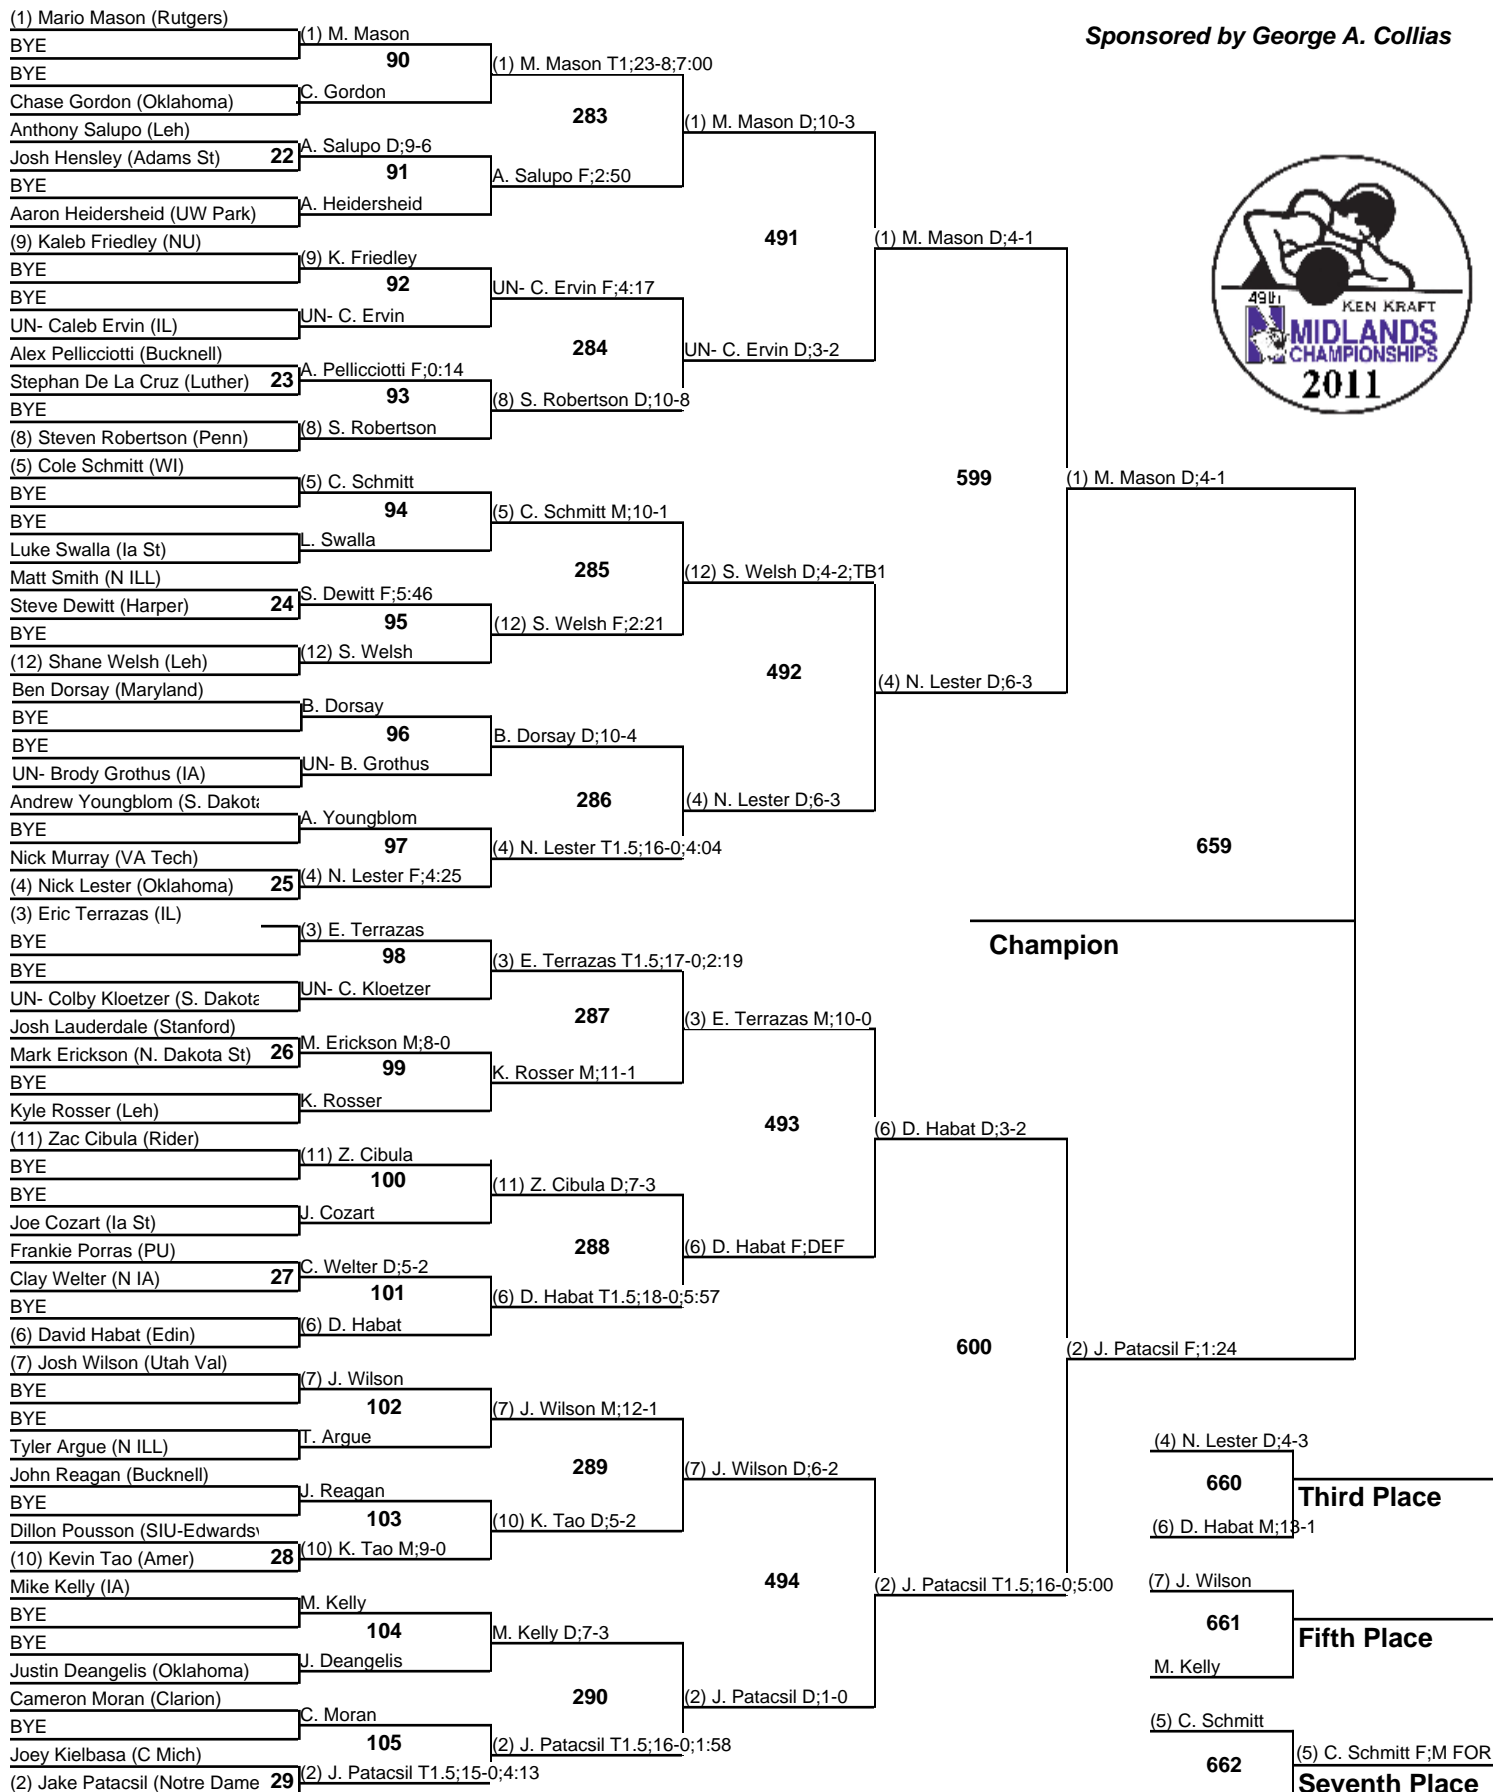 Sponsored by George A. Collias
49th
KEN KRAFT
MIDLANDS
CHAMPIONSHIPS
2011
(1) Mario Mason (Rutgers)
BYE
BYE
Chase Gordon (Oklahoma)
Anthony Salupo (Leh)
Josh Hensley (Adams St) 22
BYE
Aaron Heidersheid (UW Park)
(9) Kaleb Friedley (NU)
BYE
BYE
UN- Caleb Ervin (IL)
Alex Pellicciotti (Bucknell)
Stephan De La Cruz (Luther) 23
BYE
(8) Steven Robertson (Penn)
(5) Cole Schmitt (WI)
BYE
BYE
Luke Swalla (Ia St)
Matt Smith (N ILL)
Steve Dewitt (Harper) 24
BYE
(12) Shane Welsh (Leh)
Ben Dorsay (Maryland)
BYE
BYE
UN- Brody Grothus (IA)
Andrew Youngblom (S. Dakota
BYE
Nick Murray (VA Tech)
(4) Nick Lester (Oklahoma) 25
(3) Eric Terrazas (IL)
BYE
BYE
UN- Colby Kloetzer (S. Dakota
Josh Lauderdale (Stanford)
Mark Erickson (N. Dakota St) 26
BYE
Kyle Rosser (Leh)
(11) Zac Cibula (Rider)
BYE
BYE
Joe Cozart (Ia St)
Frankie Porras (PU)
Clay Welter (N IA) 27
BYE
(6) David Habat (Edin)
(7) Josh Wilson (Utah Val)
BYE
BYE
Tyler Argue (N ILL)
John Reagan (Bucknell)
BYE
Dillon Pousson (SIU-Edwardsv
(10) Kevin Tao (Amer) 28
Mike Kelly (IA)
BYE
BYE
Justin Deangelis (Oklahoma)
Cameron Moran (Clarion)
BYE
Joey Kielbasa (C Mich)
(2) Jake Patacsil (Notre Dame 29
(1) M. Mason
90
C. Gordon
A. Salupo D;9-6
91
A. Heidersheid
(9) K. Friedley
92
UN- C. Ervin
A. Pellicciotti F;0:14
93
(8) S. Robertson
(5) C. Schmitt
94
L. Swalla
S. Dewitt F;5:46
95
(12) S. Welsh
B. Dorsay
96
UN- B. Grothus
A. Youngblom
97
(4) N. Lester F;4:25
(3) E. Terrazas
98
UN- C. Kloetzer
M. Erickson M;8-0
99
K. Rosser
(11) Z. Cibula
100
J. Cozart
C. Welter D;5-2
101
(6) D. Habat
(7) J. Wilson
102
T. Argue
J. Reagan
103
(10) K. Tao M;9-0
M. Kelly
104
J. Deangelis
C. Moran
105
(2) J. Patacsil T1.5;15-0;4:13
(1) M. Mason T1;23-8;7:00
283
A. Salupo F;2:50
UN- C. Ervin F;4:17
284
(8) S. Robertson D;10-8
(5) C. Schmitt M;10-1
285
(12) S. Welsh F;2:21
B. Dorsay D;10-4
286
(4) N. Lester T1.5;16-0;4:04
(3) E. Terrazas T1.5;17-0;2:19
287
K. Rosser M;11-1
(11) Z. Cibula D;7-3
288
(6) D. Habat T1.5;18-0;5:57
(7) J. Wilson M;12-1
289
(10) K. Tao D;5-2
M. Kelly D;7-3
290
(2) J. Patacsil T1.5;16-0;1:58
(1) M. Mason D;10-3
491
UN- C. Ervin D;3-2
(12) S. Welsh D;4-2;TB1
492
(4) N. Lester D;6-3
(3) E. Terrazas M;10-0
493
(6) D. Habat F;DEF
(7) J. Wilson D;6-2
494
(2) J. Patacsil D;1-0
(1) M. Mason D;4-1
599
(4) N. Lester D;6-3
(6) D. Habat D;3-2
600
(2) J. Patacsil T1.5;16-0;5:00
(1) M. Mason D;4-1
659
Champion
(2) J. Patacsil F;1:24
(4) N. Lester D;4-3
660
Third Place
(6) D. Habat M;13-1
(7) J. Wilson
661
Fifth Place
M. Kelly
(5) C. Schmitt
662
(5) C. Schmitt F;M FOR
Seventh Place